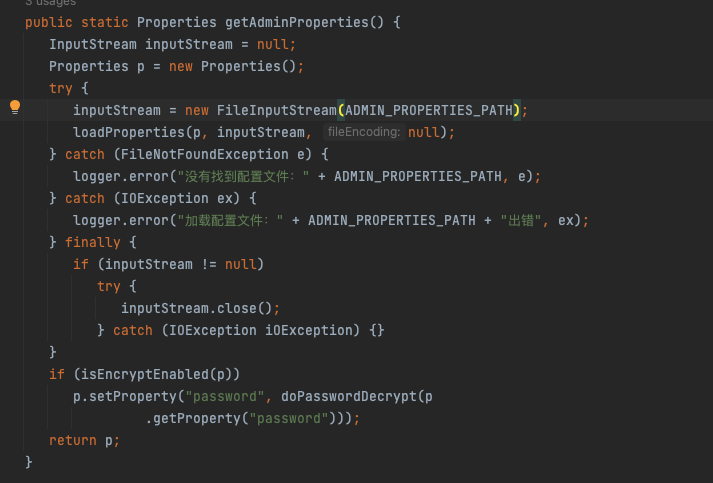 3 usages
public static Properties getAdminProperties() {
InputStream inputStream = null;
Properties p = new Properties();
try {
inputStream = new FileInputStream(ADMIN_PROPERTIES_PATH);
loadProperties(p, inputStream, fileEncoding: null);
} catch (FileNotFoundException e) {
logger.error("没有找到配置文件：" + ADMIN_PROPERTIES_PATH, e);
} catch (IOException ex) {
logger.error("加载配置文件：" + ADMIN_PROPERTIES_PATH + "出错", ex);
} finally {
if (inputStream != null)
try {
inputStream.close();
} catch (IOException iOException) {}
}
if (isEncryptEnabled(p))
p.setProperty("password", doPasswordDecrypt(p
.getProperty("password")));
return p;
}